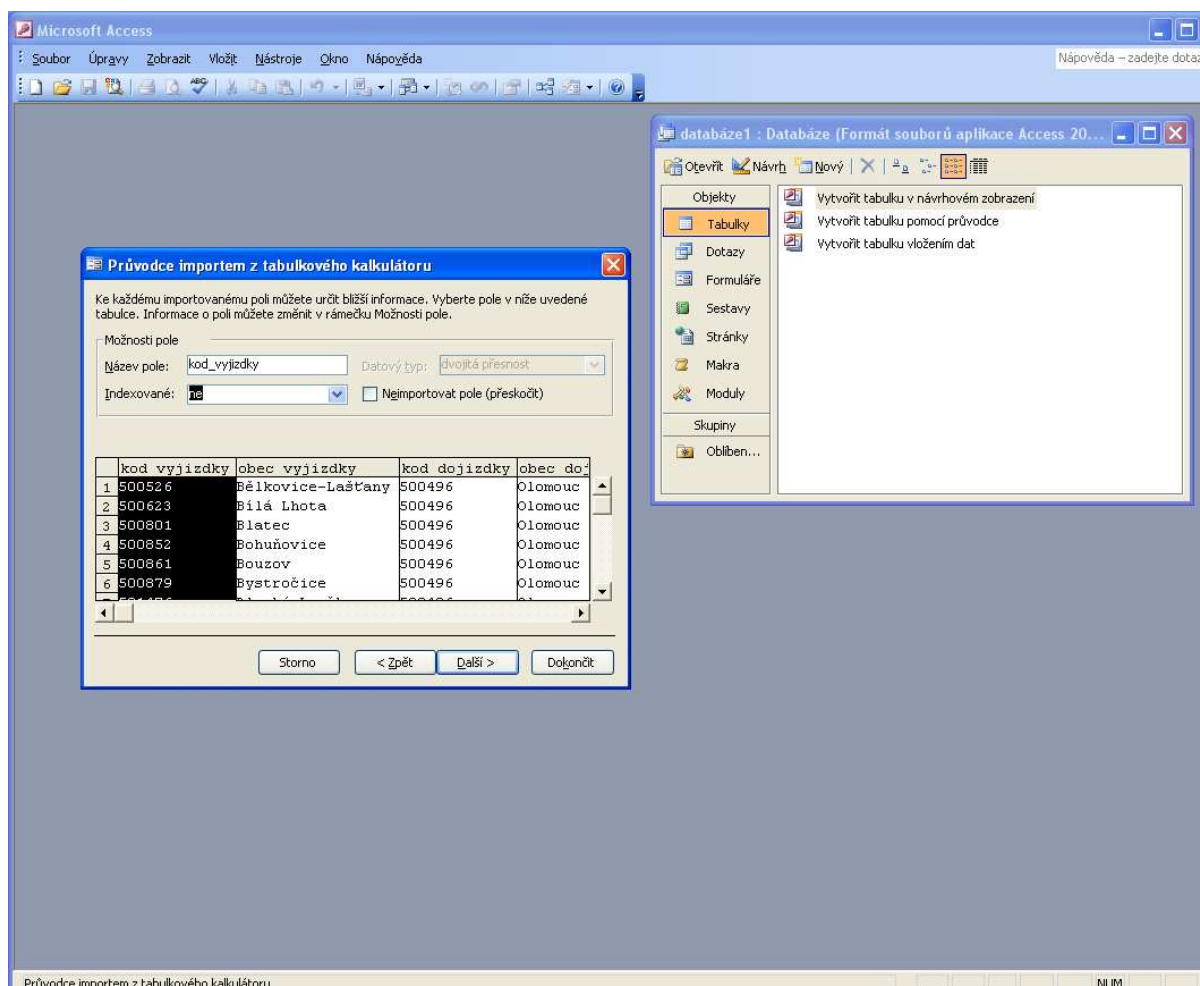 Microsoft Access
Soubor Úpravy Zobrazit Vložit Nástroje Okno Nápověda Nápověda – zadejte dotaz
databáze1 : Databáze (Formát souborů aplikace Access 20...
Otevřít Návrh Nový
Objekty
Tabulky
Dotazy
Formuláře
Sestavy
Stránky
Makra
Moduly
Skupiny
Oblíben...
Vytvořit tabulku v návrhovém zobrazení
Vytvořit tabulku pomocí průvodce
Vytvořit tabulku vložením dat
Průvodce importem z tabulkového kalkulátoru
Ke každému importovanému poli můžete určit bližší informace. Vyberte pole v níže uvedené
tabulce. Informace o poli můžete změnit v rámečku Možnosti pole.
Možnosti pole
Název pole: kod_vyjizdky Datový typ: dvojitá přesnost
Indexované: ne Neimportovat pole (přeskočit)
kod vyjizdky obec vyjizdky kod dojizdky obec doj
1 500526 Bělkovice-Lašťany 500496 Olomouc
2 500623 Bílá Lhota 500496 Olomouc
3 500801 Blatec 500496 Olomouc
4 500852 Bohuňovice 500496 Olomouc
5 500861 Bouzov 500496 Olomouc
6 500879 Bystročice 500496 Olomouc
Storno < Zpět Další > Dokončit
Průvodce importem z tabulkového kalkulátoru NUM